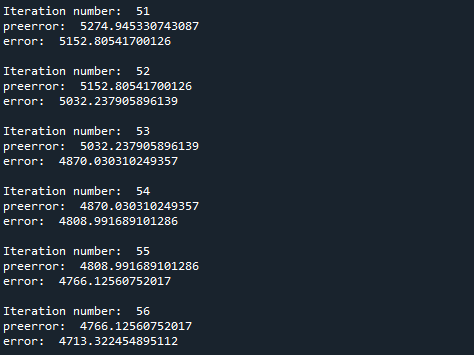 Iteration number:  51
preerror:  5274.945330743087
error:  5152.80541700126
Iteration number:  52
preerror:  5152.80541700126
error:  5032.237905896139
Iteration number:  53
preerror:  5032.237905896139
error:  4870.030310249357
Iteration number:  54
preerror:  4870.030310249357
error:  4808.991689101286
Iteration number:  55
preerror:  4808.991689101286
error:  4766.12560752017
Iteration number:  56
preerror:  4766.12560752017
error:  4713.322454895112